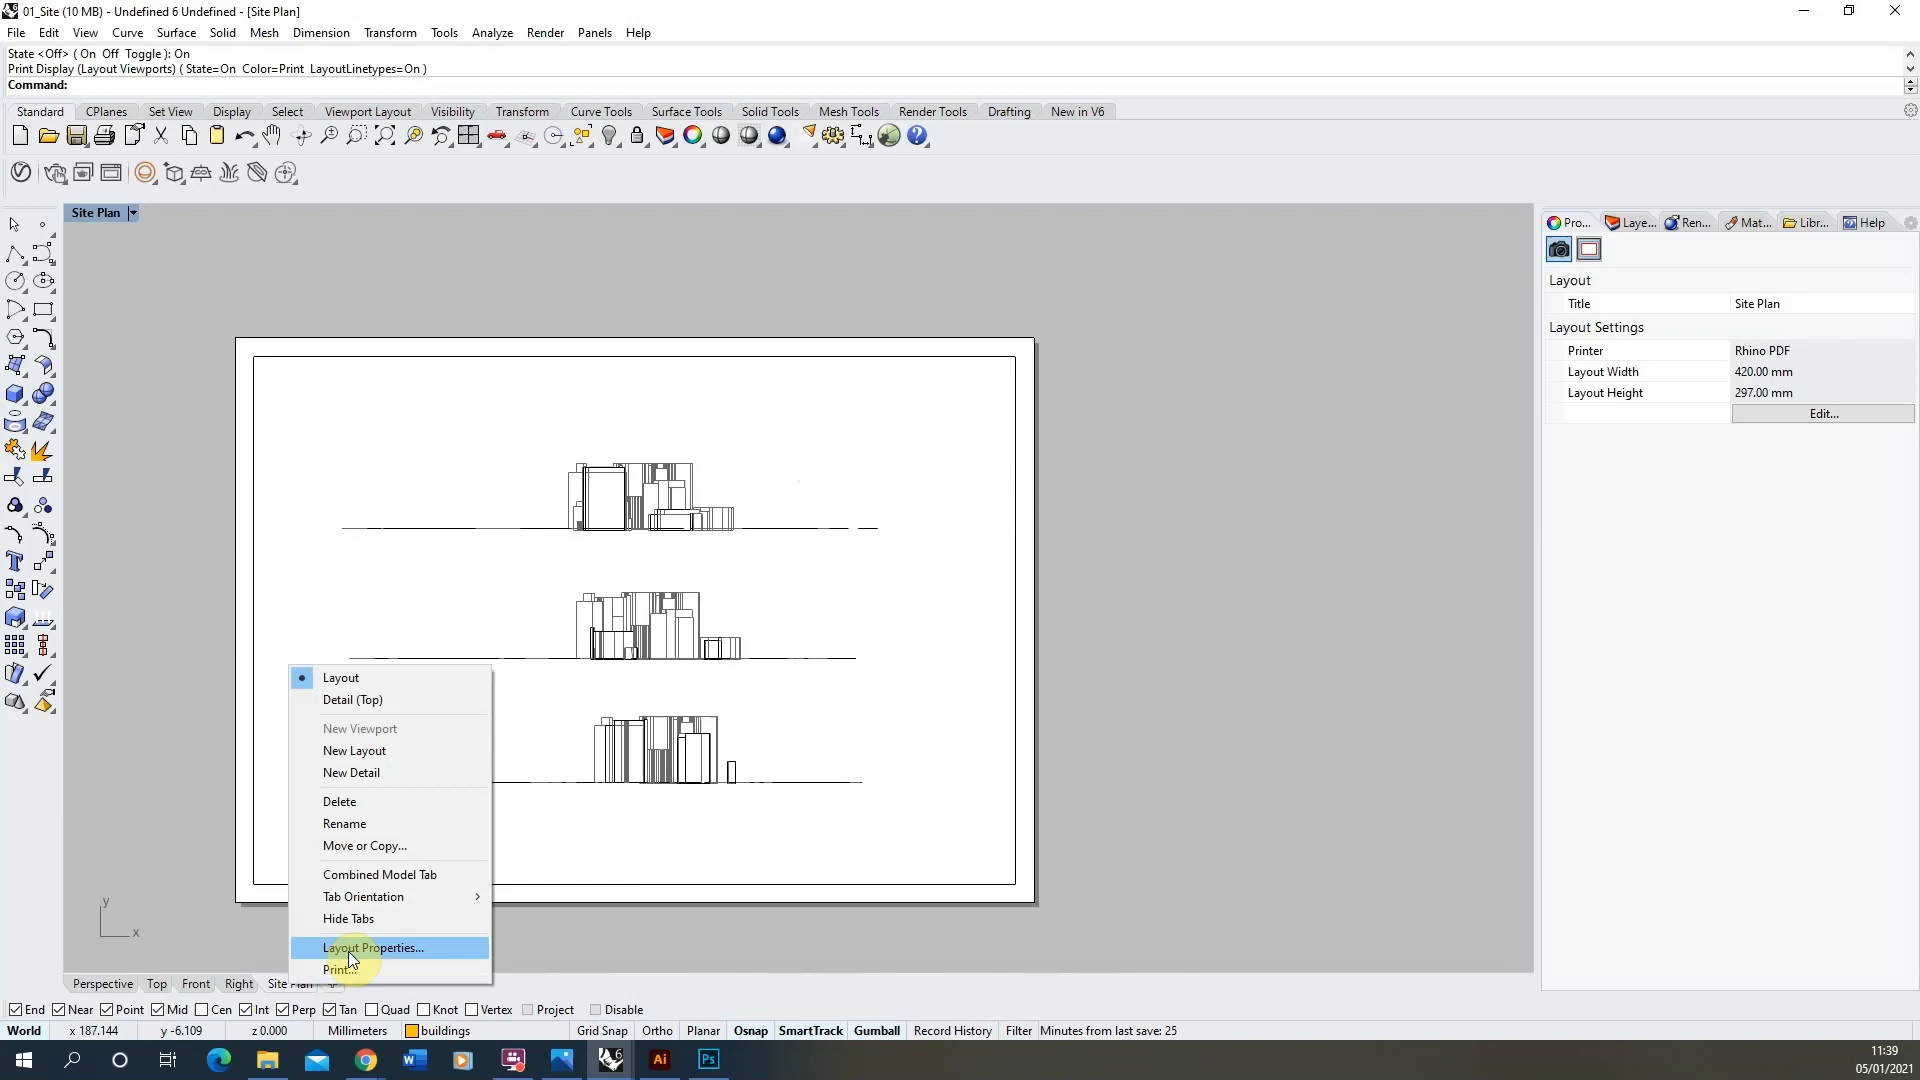 01_Site (10 MB) - Undefined 6 Undefined - [Site Plan]
File Edit View Curve Surface Solid Mesh Dimension Transform Tools Analyze Render Panels Help
State <Off> ( On Off Toggle ): On
Print Display (Layout Viewports) ( State=On Color=Print LayoutLinetypes=On )
Command:
Standard CPlanes Set View Display Select Viewport Layout Visibility Transform Curve Tools Surface Tools Solid Tools Mesh Tools Render Tools Drafting New in V6
Site Plan
Pro... Laye... Ren... Mat... Libr... Help
Layout
Title Site Plan
Layout Settings
Printer Rhino PDF
Layout Width 420.00 mm
Layout Height 297.00 mm
Edit...
Layout
Detail (Top)
New Viewport
New Layout
New Detail
Delete
Rename
Move or Copy...
Combined Model Tab
Tab Orientation
Hide Tabs
Layout Properties...
Print...
y
x
Perspective Top Front Right Site Plan
End Near Point Mid Cen Int Perp Tan Quad Knot Vertex Project Disable
World x 187.144 y -6.109 z 0.000 Millimeters buildings Grid Snap Ortho Planar Osnap SmartTrack Gumball Record History Filter Minutes from last save: 25
6 Ai Ps
11:39
05/01/2021